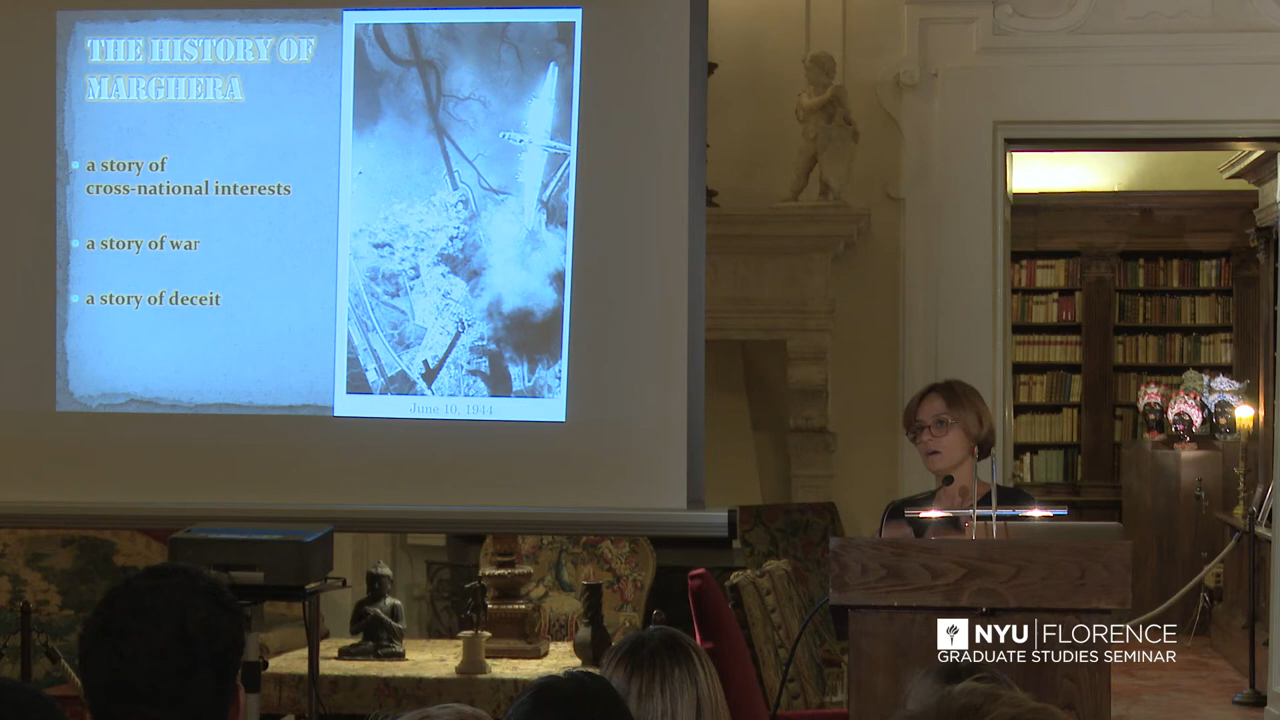 THE HISTORY OF
MARGHERA
a story of
cross-national interests
a story of war
a story of deceit
June 10, 1944
NYU FLORENCE
GRADUATE STUDIES SEMINAR